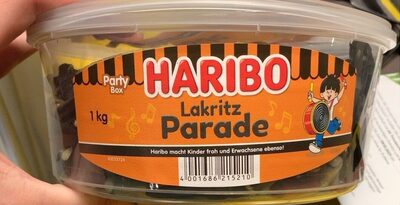 Party
Box
HARIBO
1 kg
Lakritz
Parade
Haribo macht Kinder froh und Erwachsene ebenso!
4 001686 215210